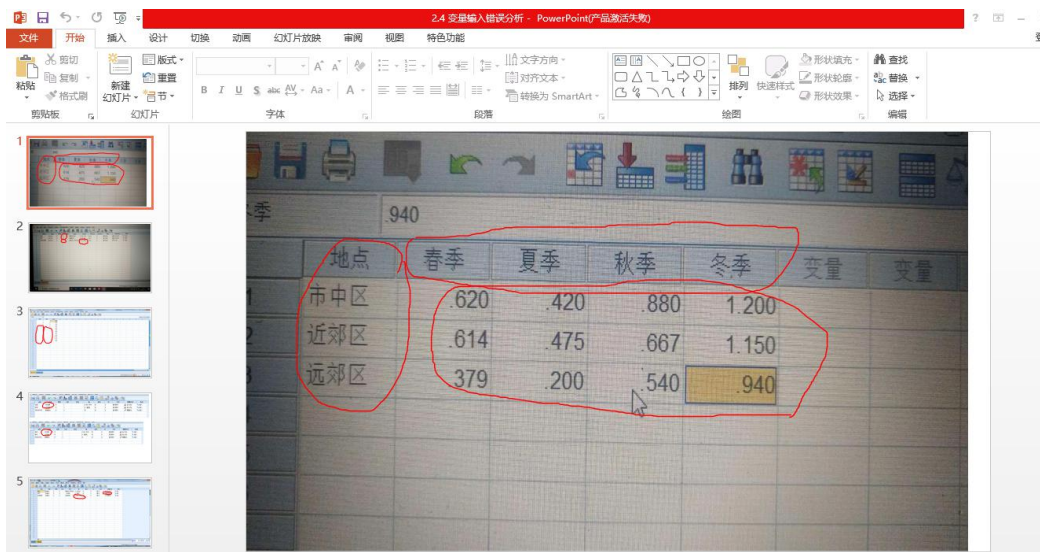 2.4 变量输入错误分析 - PowerPoint(产品激活失败)
文件 开始 插入 设计 切换 动画 幻灯片放映 审阅 视图 特色功能
剪切 版式 文字方向 形状填充 查找
复制 重置 对齐文本 形状轮廓 替换
粘贴 格式刷 新建 幻灯片 节 B I U S abc AV Aa A 转换为 SmartArt 排列 快速样式 形状效果 选择
剪贴板 幻灯片 字体 段落 绘图 编辑
1
2
3
4
5
冬季 .940
地点 春季 夏季 秋季 冬季 变量 变量
1 市中区 .620 .420 .880 1.200
2 近郊区 .614 .475 .667 1.150
3 远郊区 .379 .200 .540 .940